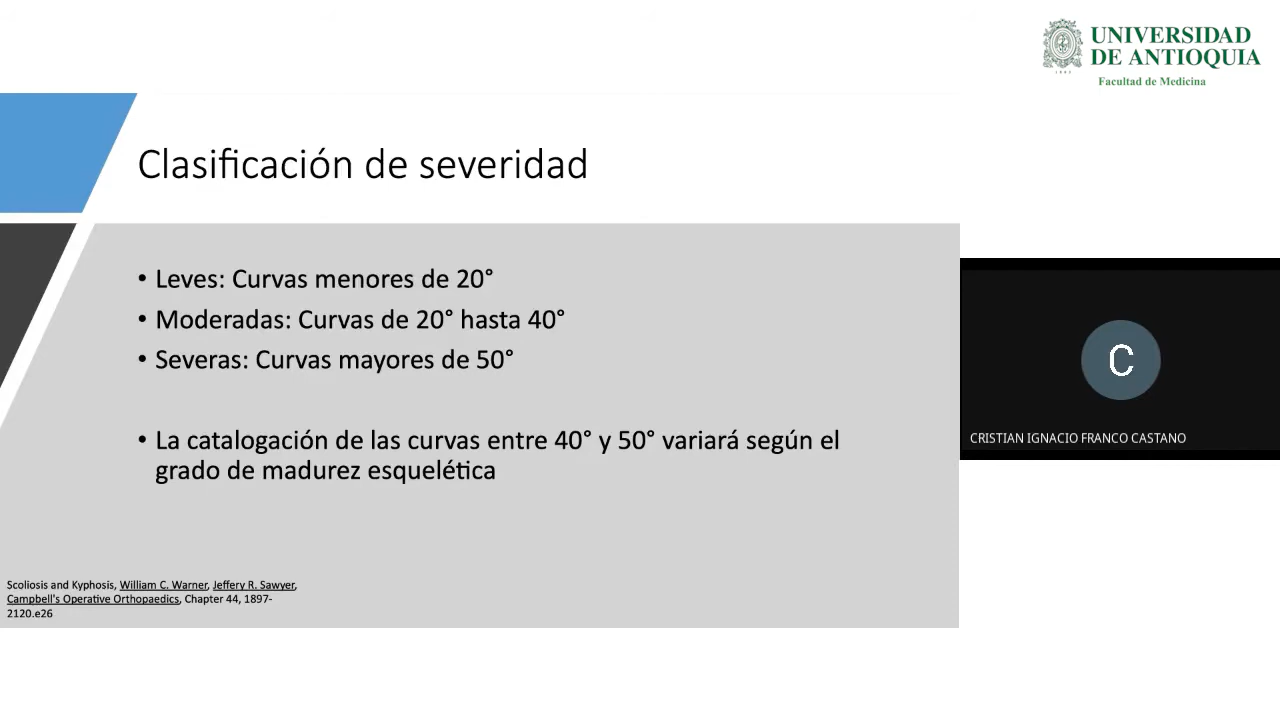 UNIVERSIDAD
DE ANTIOQUIA
1803
Facultad de Medicina
Clasificación de severidad
• Leves: Curvas menores de 20°
• Moderadas: Curvas de 20° hasta 40°
• Severas: Curvas mayores de 50°
• La catalogación de las curvas entre 40° y 50° variará según el
grado de madurez esquelética
Scoliosis and Kyphosis, William C. Warner, Jeffery R. Sawyer,
Campbell's Operative Orthopaedics, Chapter 44, 1897-
2120.e26
C
CRISTIAN IGNACIO FRANCO CASTANO